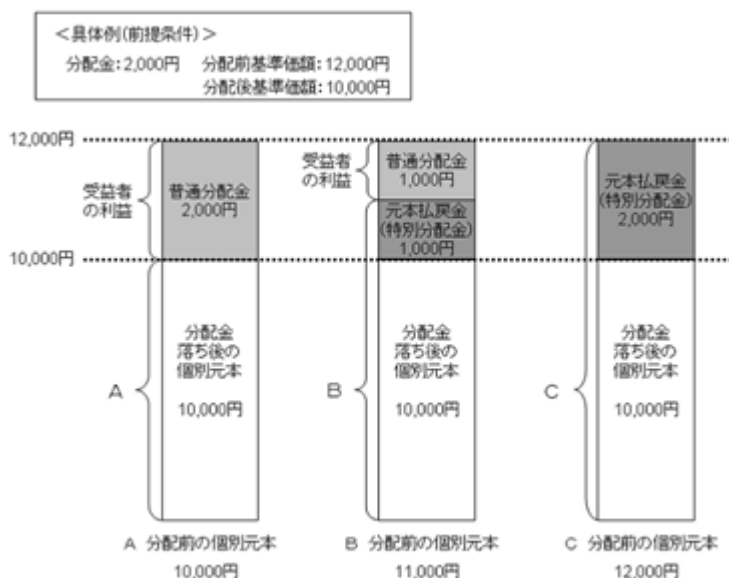 ＜具体例(前提条件)＞
分配金：2,000円　分配前基準価額：12,000円
分配後基準価額：10,000円
12,000円
10,000円
受益者
の利益
普通分配金
2,000円
分配金
落ち後の
個別元本
10,000円
A
A 分配前の個別元本
10,000円
受益者
の利益
普通分配金
1,000円
元本払戻金
(特別分配金)
1,000円
分配金
落ち後の
個別元本
10,000円
B
B 分配前の個別元本
11,000円
元本払戻金
(特別分配金)
2,000円
分配金
落ち後の
個別元本
10,000円
C
C 分配前の個別元本
12,000円